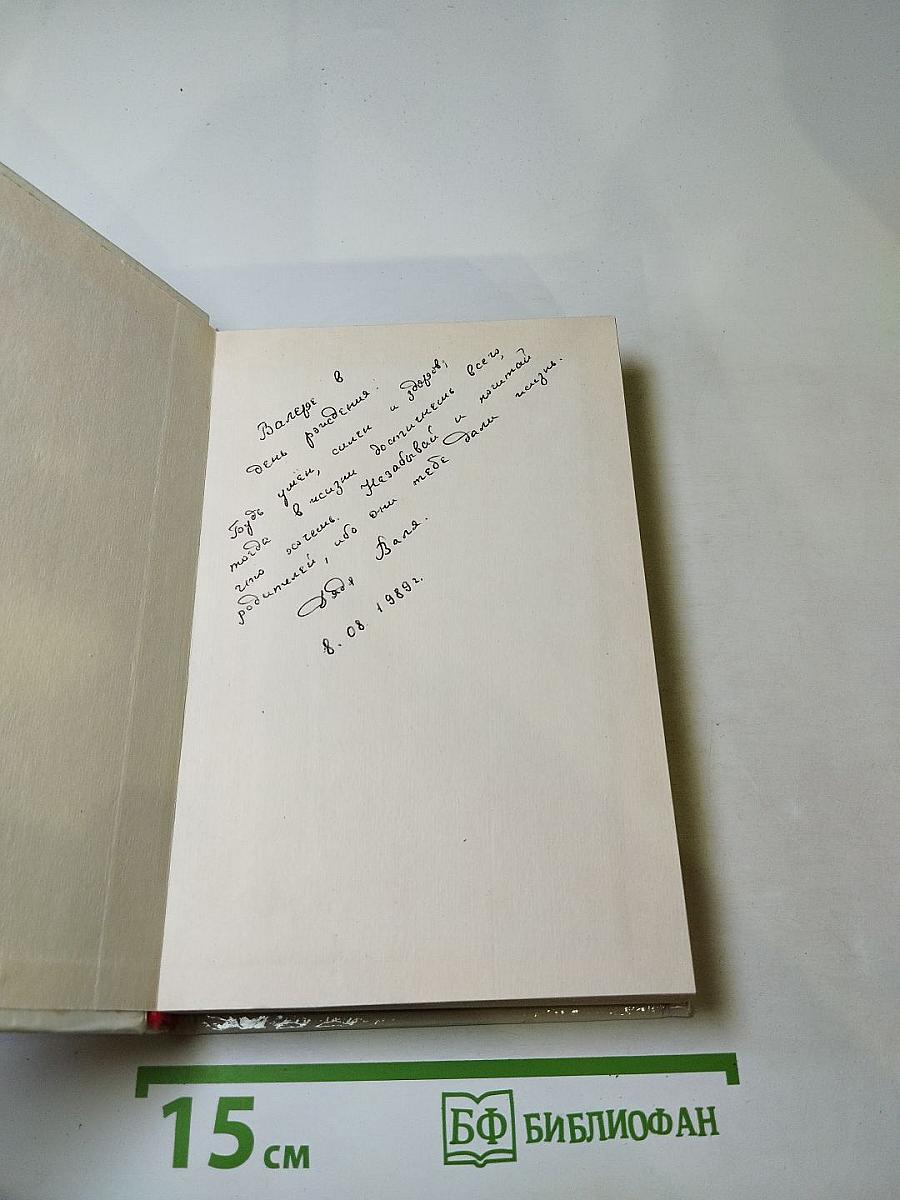 Валере в
день рождения:
Будь умён, силен и здоров,
тогда в жизни достигнешь всего,
что хочешь. Незабывай и почитай
родителей, ибо они тебе дали жизнь.
Дядя Валя.
8.08 1989г.
15 см
БФ БИБЛИОФАН